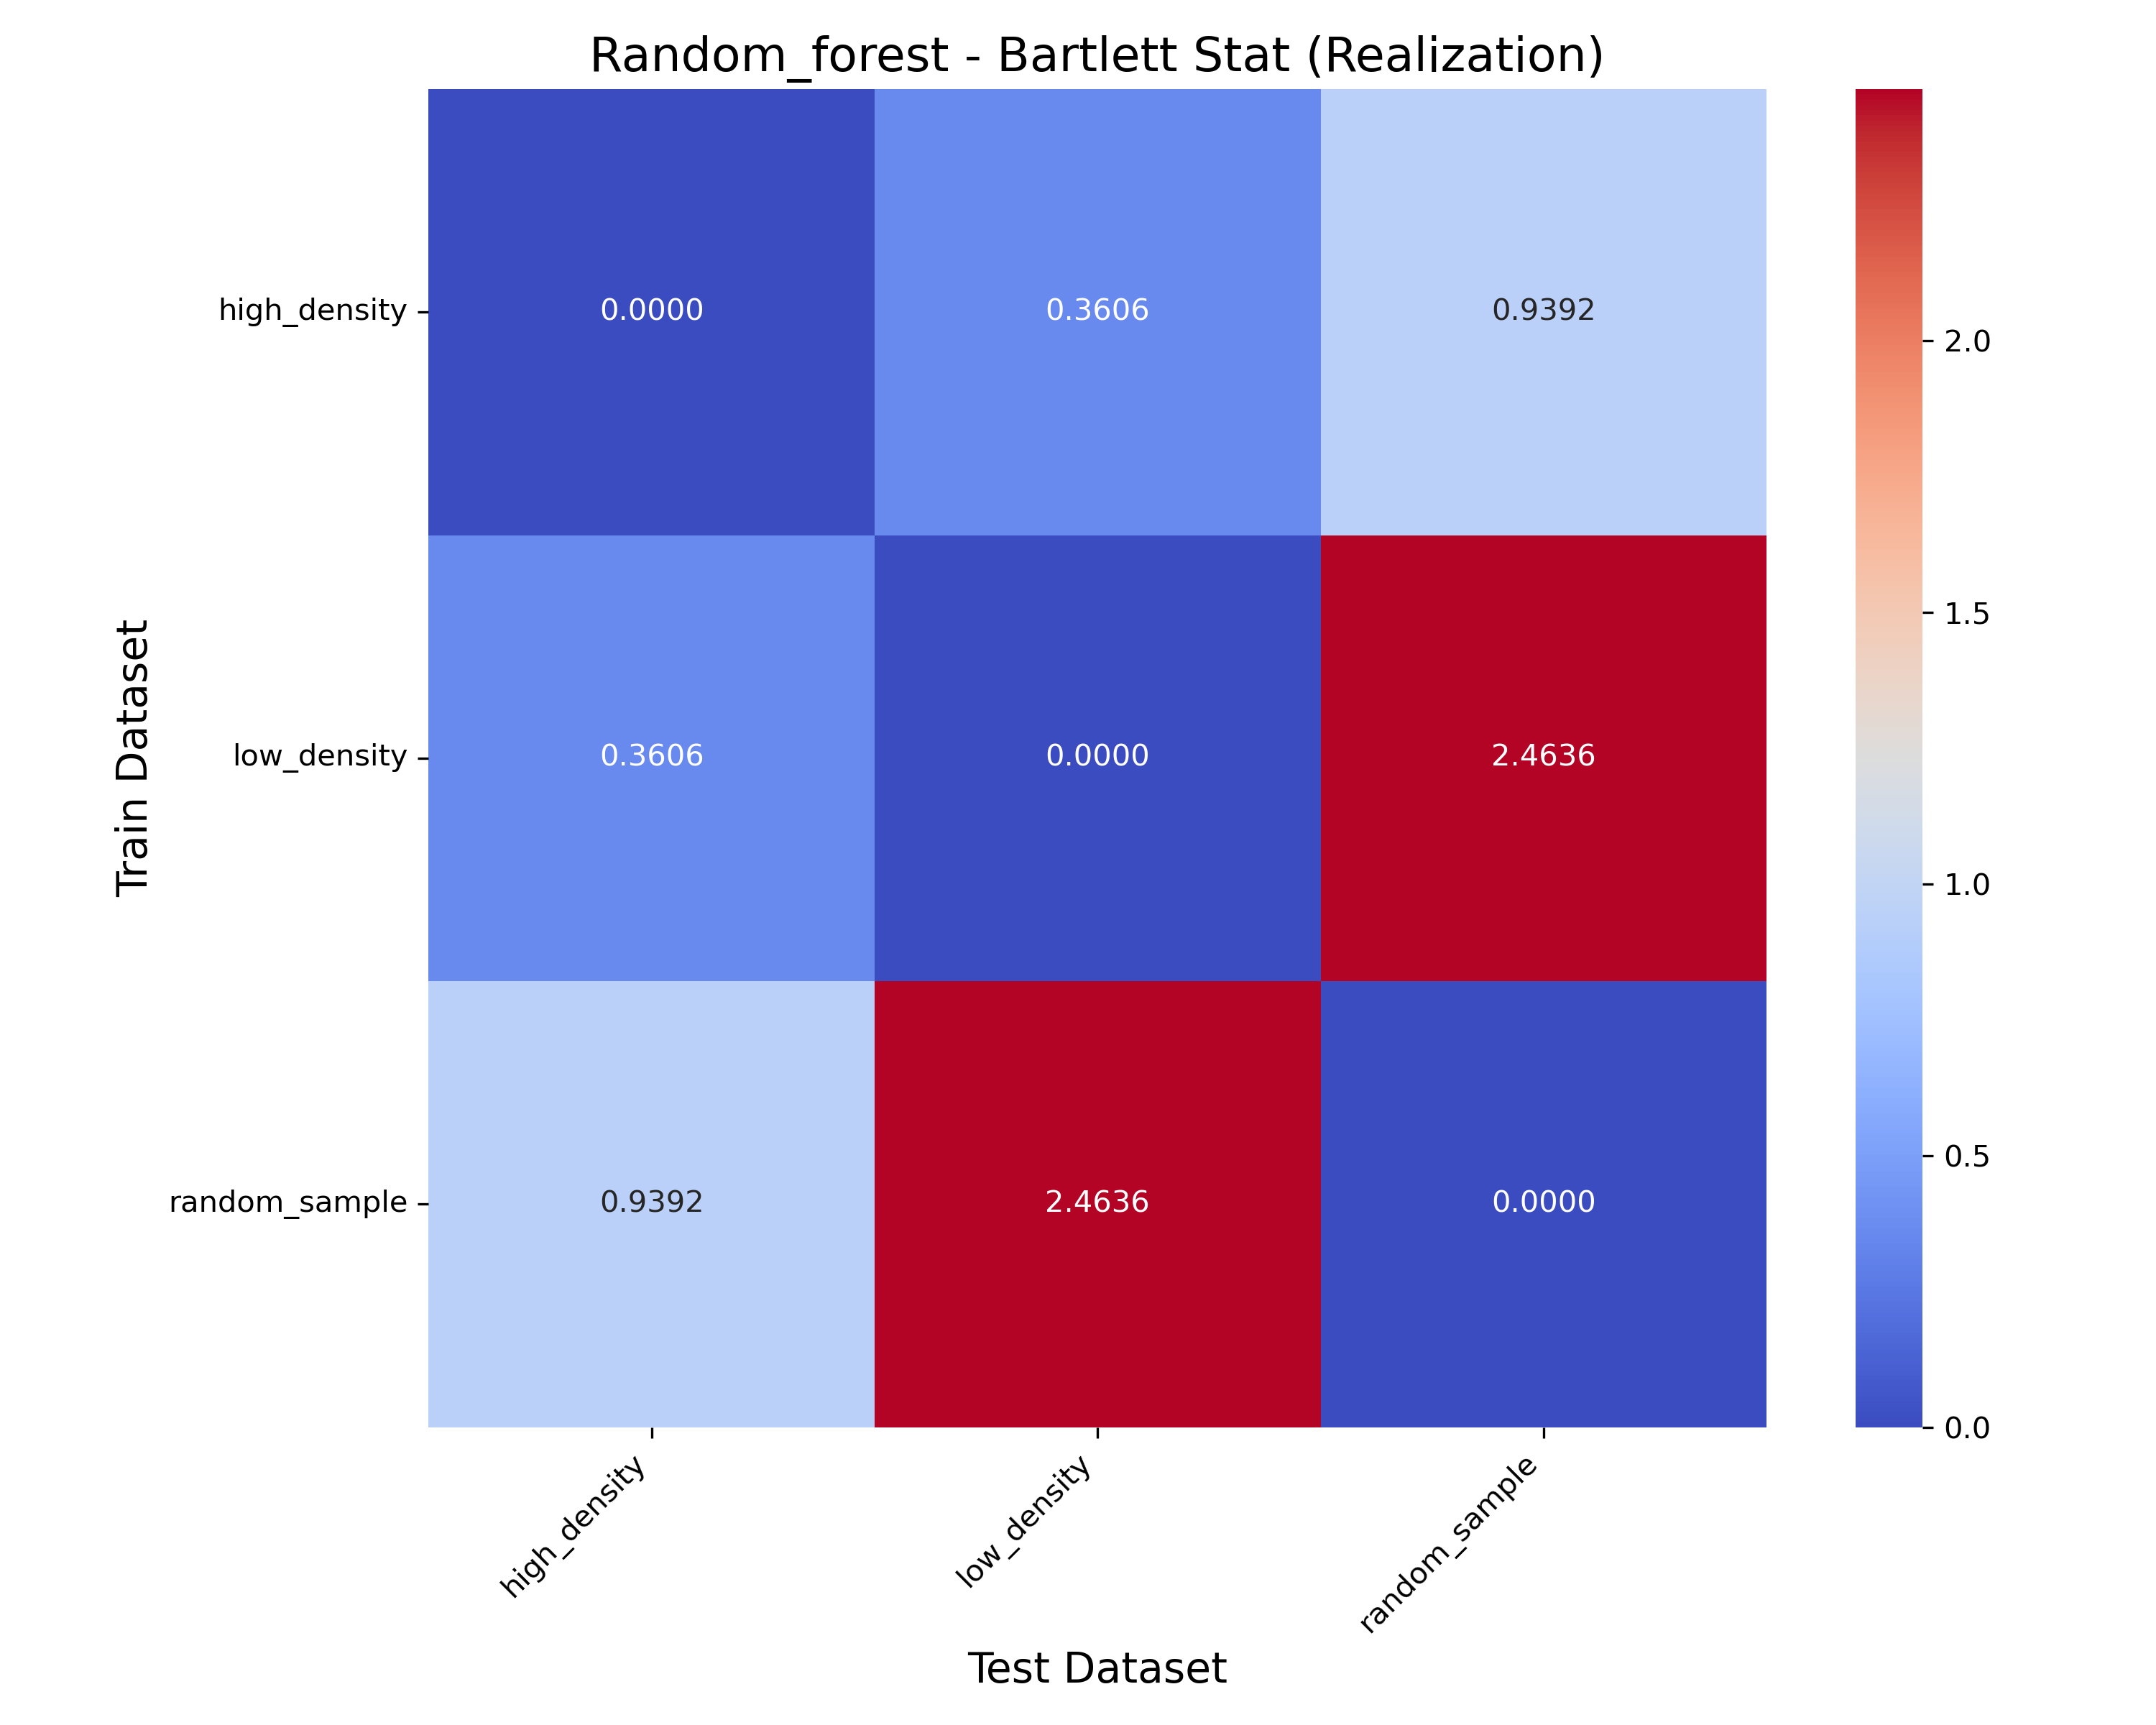 Random_forest - Bartlett Stat (Realization)
Train Dataset
high_density
0.0000 0.3606 0.9392
low_density
0.3606 0.0000 2.4636
random_sample
0.9392 2.4636 0.0000
high_density low_density random_sample
Test Dataset
2.0
1.5
1.0
0.5
0.0